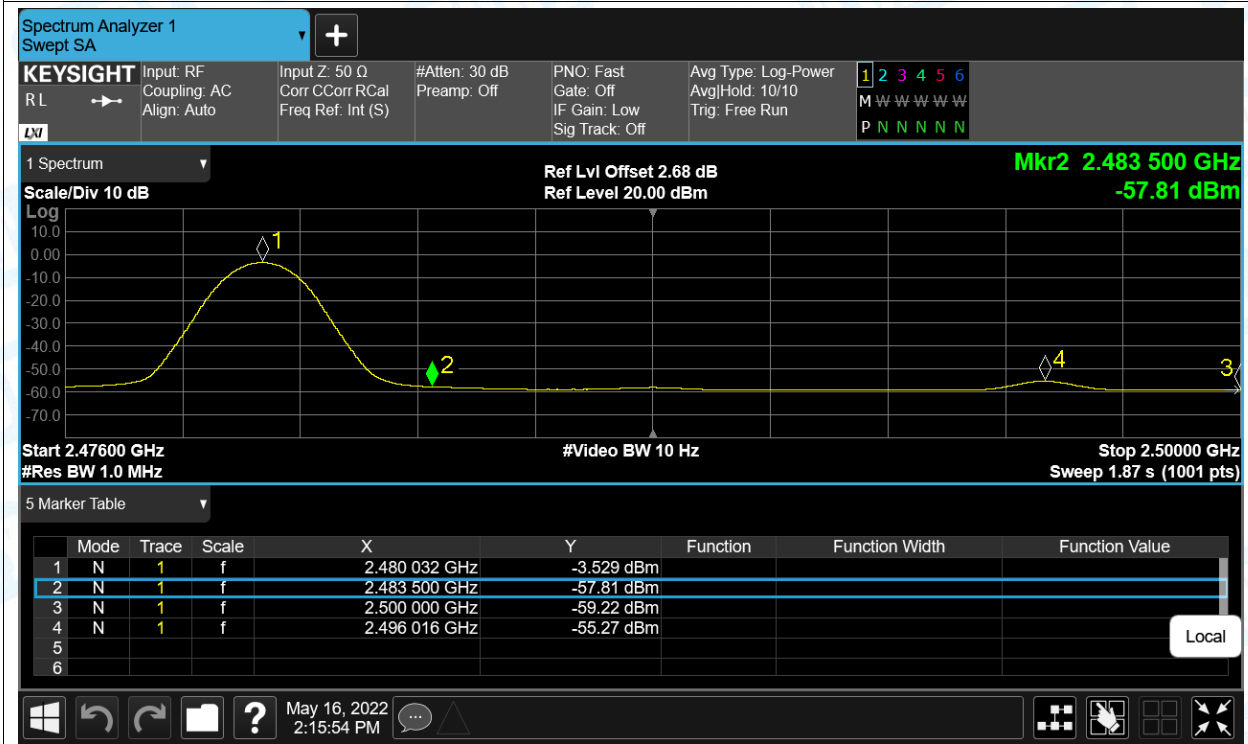 Spectrum Analyzer 1
Swept SA
+
KEYSIGHT
R L
LXI
Input: RF
Coupling: AC
Align: Auto
Input Z: 50 Ω
Corr CCorr RCal
Freq Ref: Int (S)
#Atten: 30 dB
Preamp: Off
PNO: Fast
Gate: Off
IF Gain: Low
Sig Track: Off
Avg Type: Log-Power
Avg|Hold: 10/10
Trig: Free Run
1 2 3 4 5 6
M W W W W W
P N N N N N
1 Spectrum
Scale/Div 10 dB
Ref Lvl Offset 2.68 dB
Ref Level 20.00 dBm
Mkr2 2.483 500 GHz
-57.81 dBm
Log
10.0
0.00
-10.0
-20.0
-30.0
-40.0
-50.0
-60.0
-70.0
1
2
4
3
Start 2.47600 GHz
#Res BW 1.0 MHz
#Video BW 10 Hz
Stop 2.50000 GHz
Sweep 1.87 s (1001 pts)
5 Marker Table
Mode Trace Scale X Y Function Function Width Function Value
1 N 1 f 2.480 032 GHz -3.529 dBm
2 N 1 f 2.483 500 GHz -57.81 dBm
3 N 1 f 2.500 000 GHz -59.22 dBm
4 N 1 f 2.496 016 GHz -55.27 dBm
5
6
Local
?
May 16, 2022
2:15:54 PM